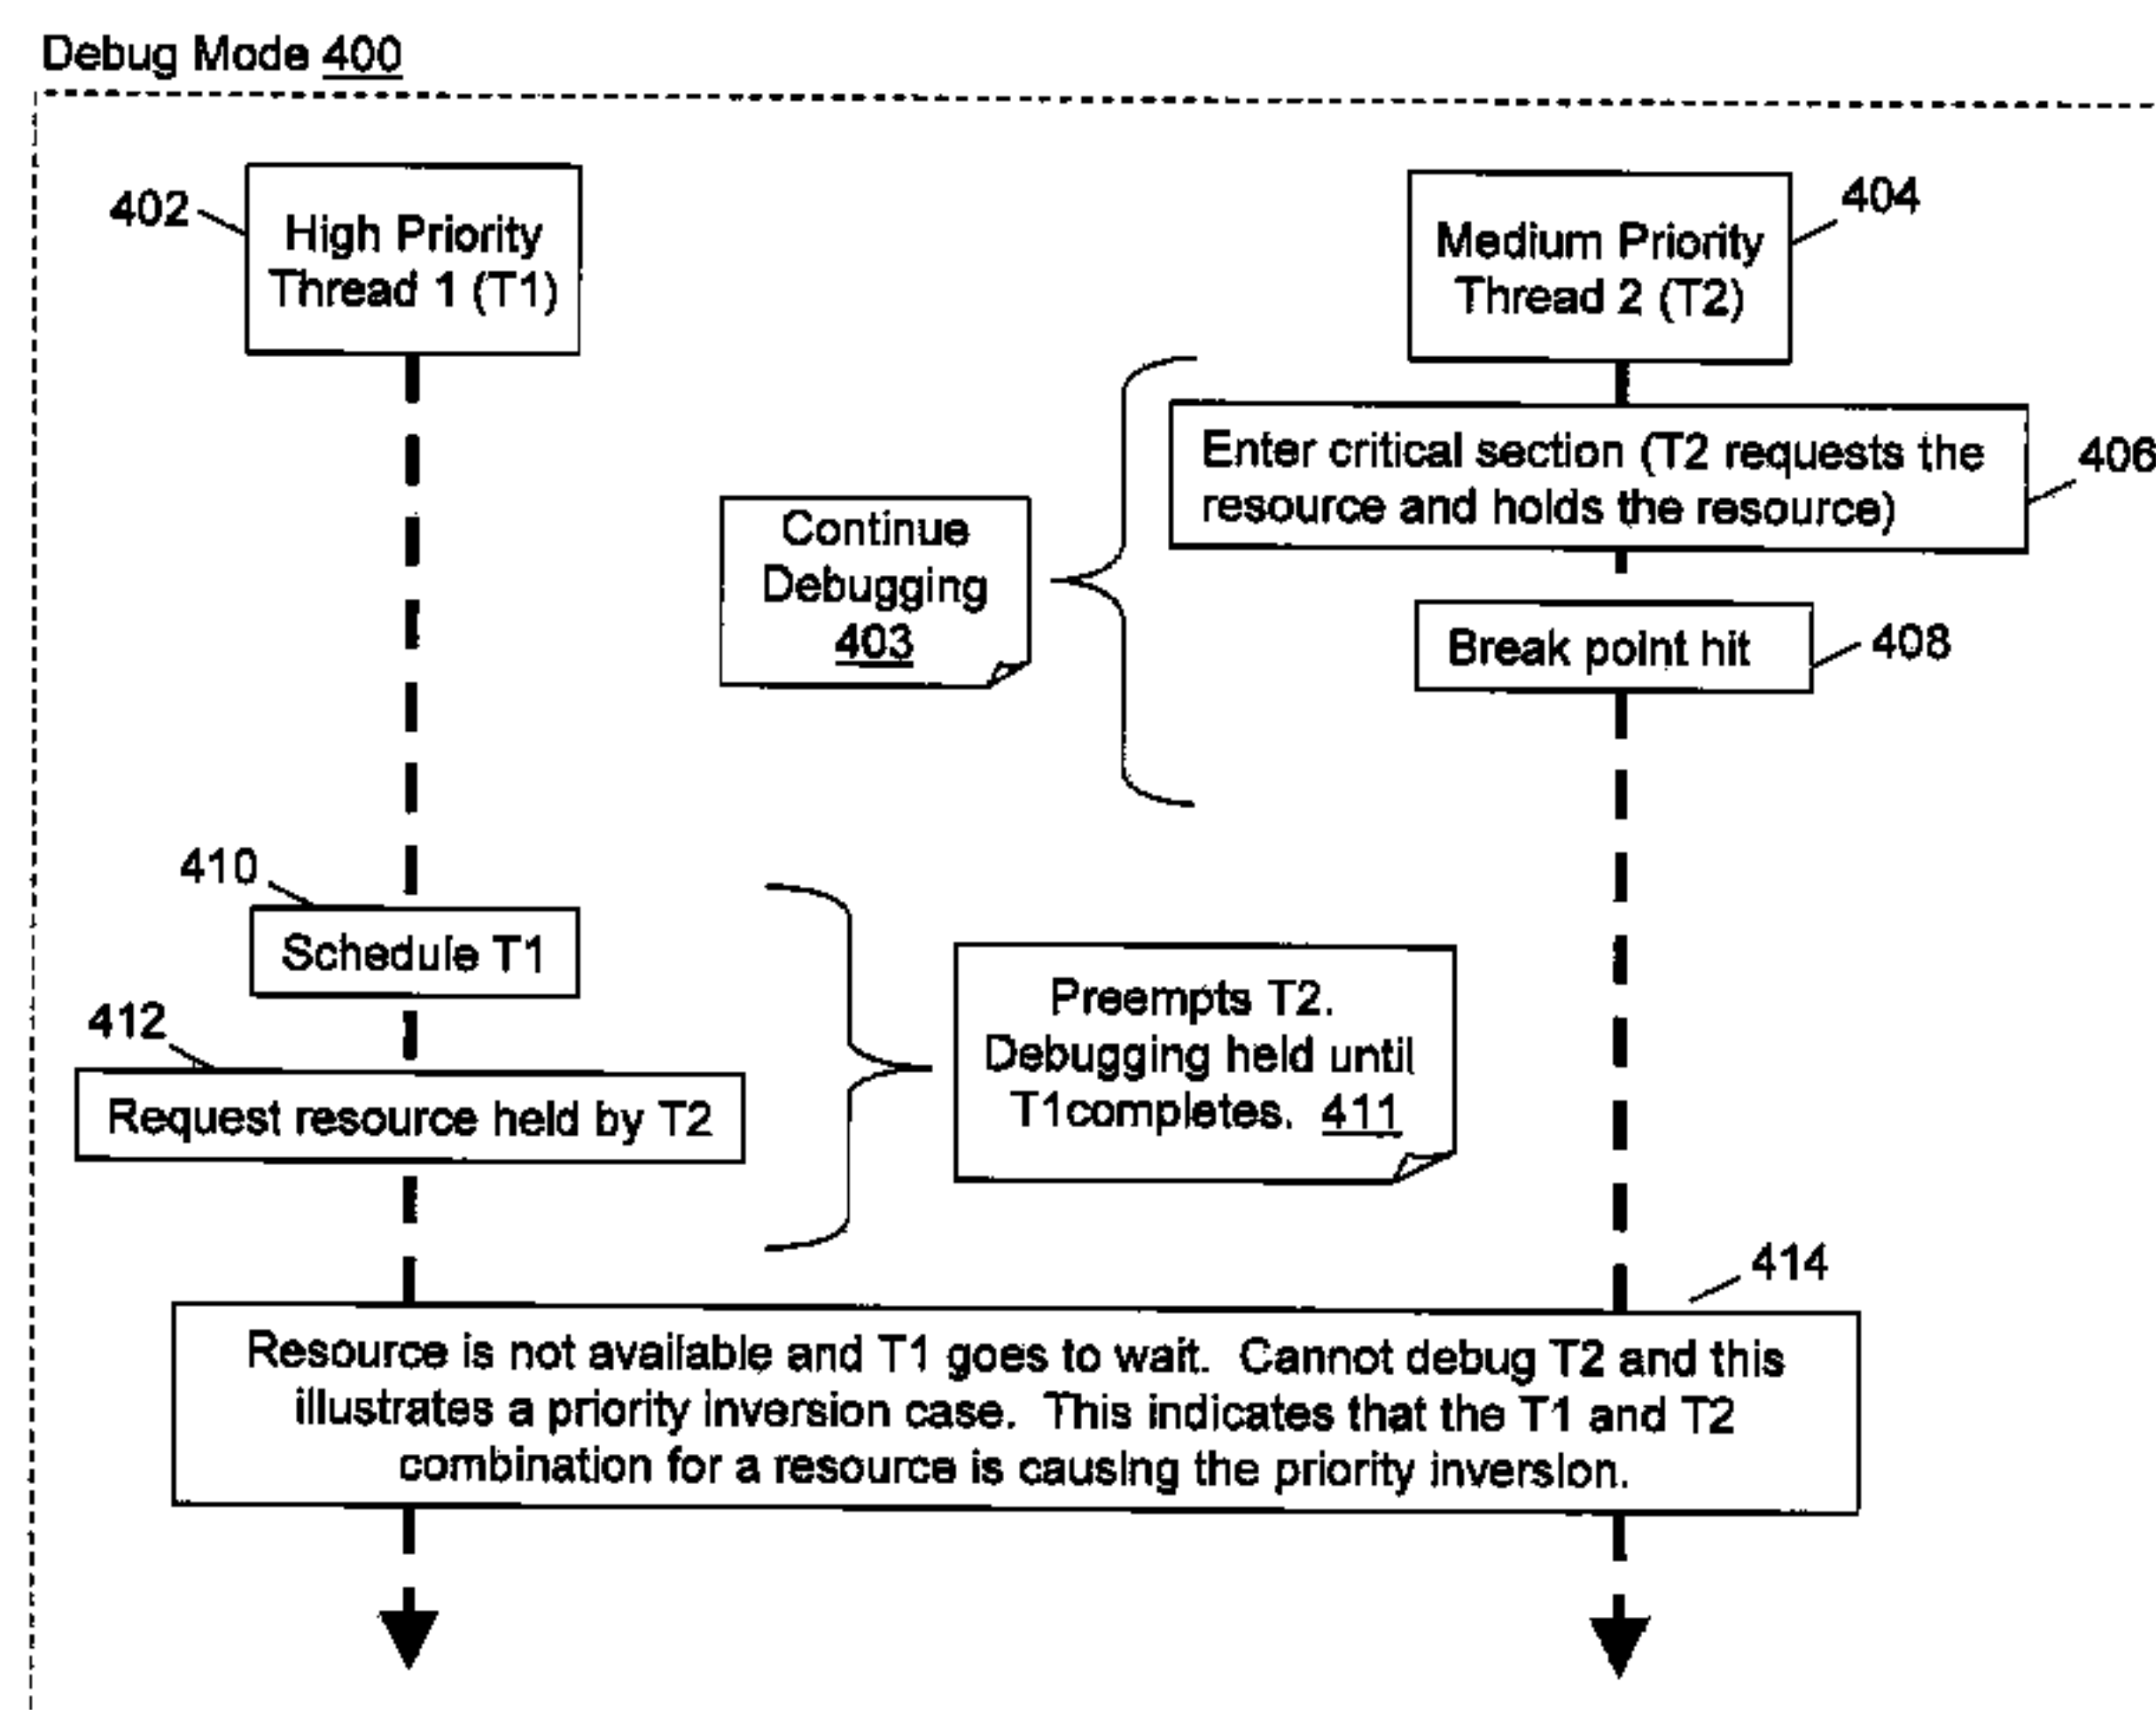 Debug Mode 400
402
High Priority
Thread 1 (T1)
Medium Priority
Thread 2 (T2)
404
Enter critical section (T2 requests the
resource and holds the resource)
406
Continue
Debugging
403
Break point hit
408
410
Schedule T1
412
Request resource held by T2
Preempts T2.
Debugging held until
T1completes. 411
414
Resource is not available and T1 goes to wait. Cannot debug T2 and this
illustrates a priority inversion case. This indicates that the T1 and T2
combination for a resource is causing the priority inversion.